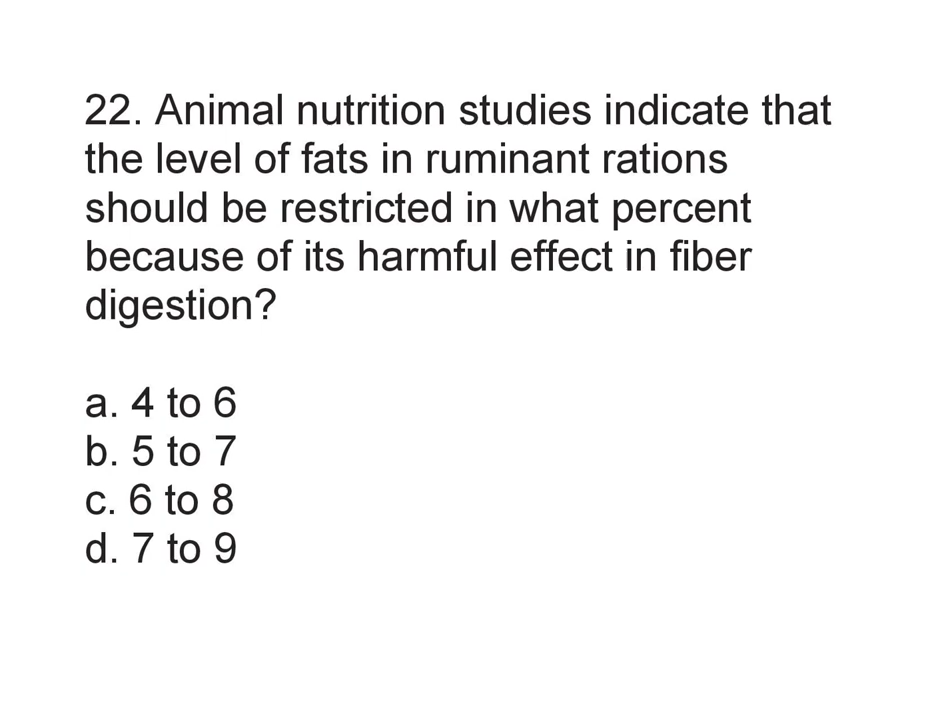 22. Animal nutrition studies indicate that
the level of fats in ruminant rations
should be restricted in what percent
because of its harmful effect in fiber
digestion?
a. 4 to 6
b. 5 to 7
c. 6 to 8
d. 7 to 9